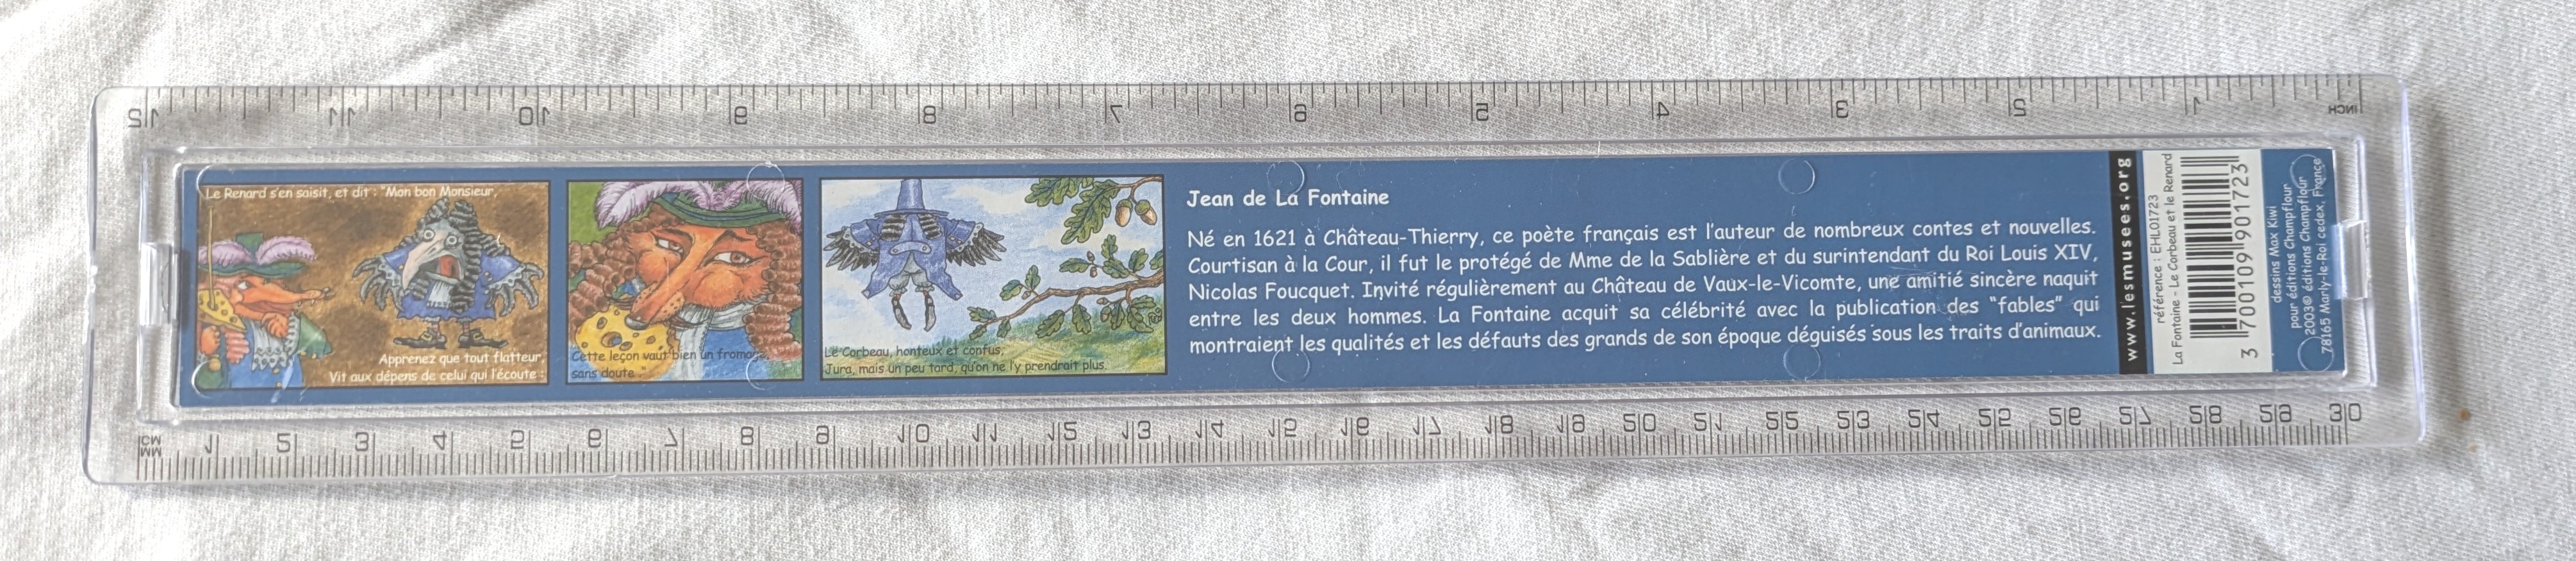 12 11 10 9 8 7 6 5 4 3 2 1 INCH
Le Renard s'en saisit, et dit : "Mon bon Monsieur,
Apprenez que tout flatteur,
Vit aux dépens de celui qui l'écoute :
Cette leçon vaut bien un fromage,
sans doute."
Le Corbeau, honteux et confus,
Jura, mais un peu tard, qu'on ne l'y prendrait plus.
Jean de La Fontaine
Né en 1621 à Château-Thierry, ce poète français est l'auteur de nombreux contes et nouvelles.
Courtisan à la Cour, il fut le protégé de Mme de la Sablière et du surintendant du Roi Louis XIV,
Nicolas Foucquet. Invité régulièrement au Château de Vaux-le-Vicomte, une amitié sincère naquit
entre les deux hommes. La Fontaine acquit sa célébrité avec la publication des "fables" qui
montraient les qualités et les défauts des grands de son époque déguisés sous les traits d'animaux.
www.lesmuses.org
référence : EHL01723
La Fontaine - Le Corbeau et le Renard
3 700109 901723
dessins Max Kiwi
pour éditions Champflour
2003© éditions Champflour
78165 Marly-le-Roi cedex, France
CM
MM
1 2 3 4 5 6 7 8 9 10 11 12 13 14 15 16 17 18 19 20 21 22 23 24 25 26 27 28 29 30